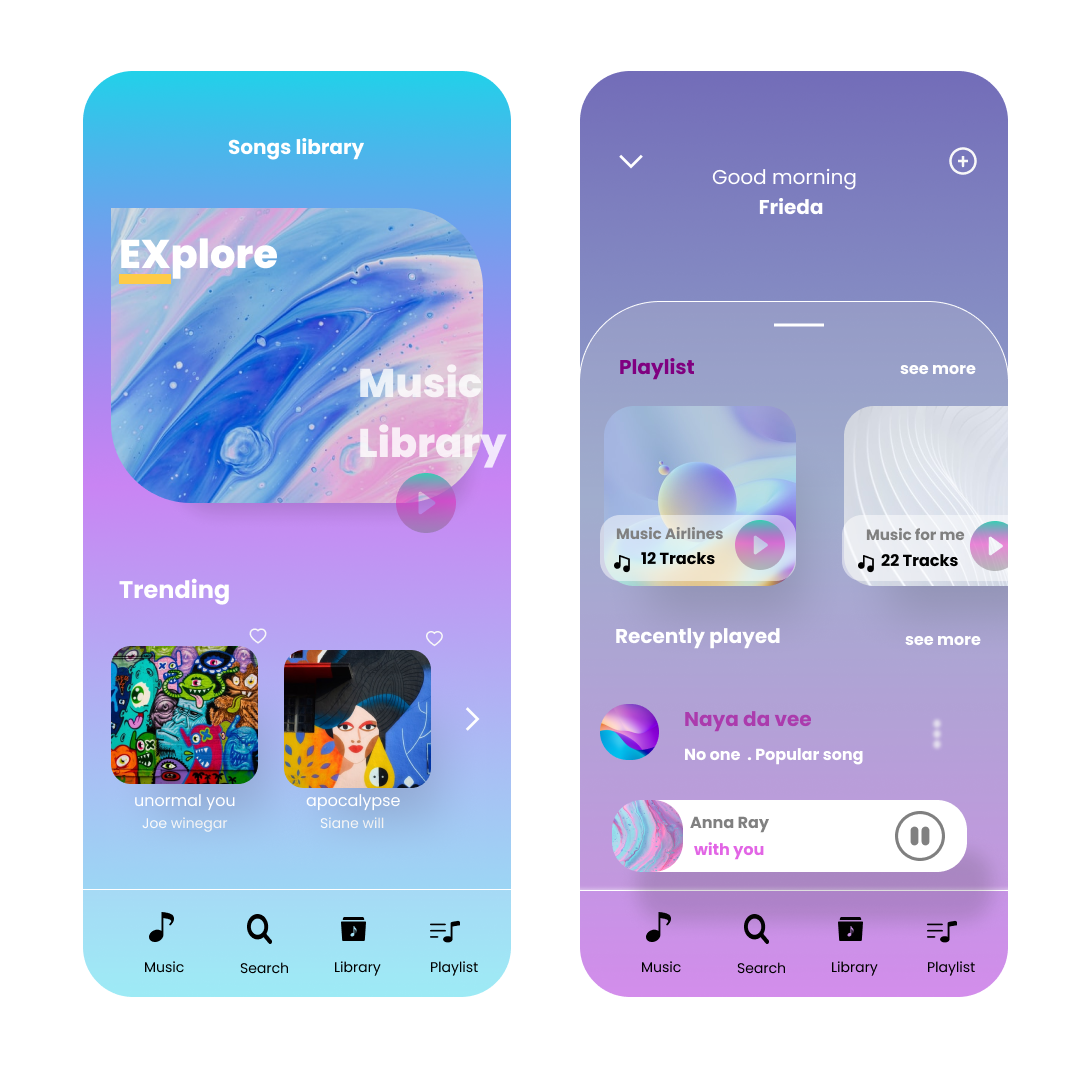 Songs library
EXplore
Music
Library
Trending
unormal you
Joe winegar
apocalypse
Siane will
Music
Search
Library
Playlist
Good morning
Frieda
Playlist
see more
Music Airlines
12 Tracks
Music for me
22 Tracks
Recently played
see more
Naya da vee
No one . Popular song
Anna Ray
with you
Music
Search
Library
Playlist